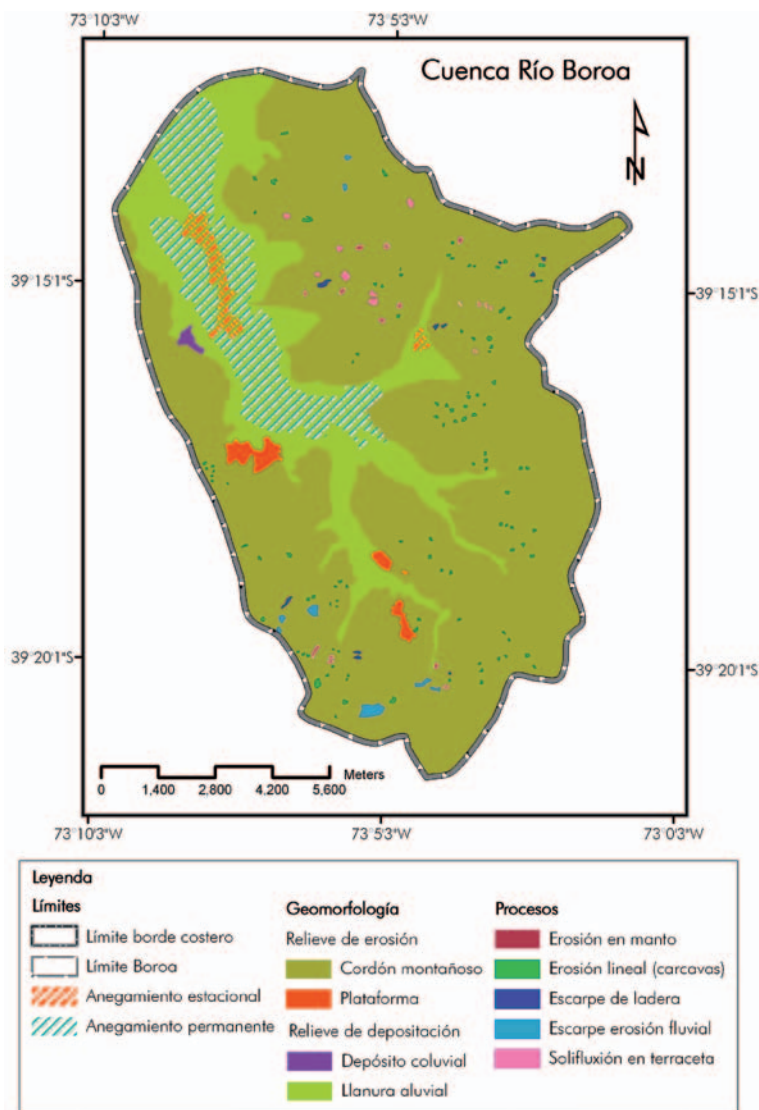 73°10'3"W 73°53"W
Cuenca Río Boroa
N
39°15'1"S 39°15'1"S
39°20'1"S 39°20'1"S
Meters
0 1,400 2,800 4,200 5,600
73°10'3"W 73°53"W 73°0'3"W
Leyenda
Límites
Límite borde costero
Límite Boroa
Anegamiento estacional
Anegamiento permanente
Geomorfología
Relieve de erosión
Cordón montañoso
Plataforma
Relieve de depositación
Depósito coluvial
Llanura aluvial
Procesos
Erosión en manto
Erosión lineal (carcavas)
Escarpe de ladera
Escarpe erosión fluvial
Solifluxión en terraceta